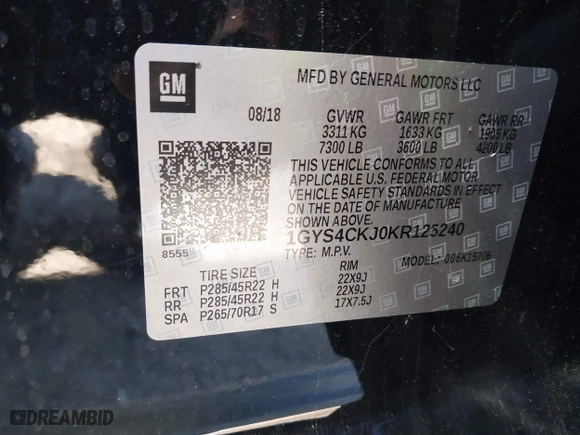 GM
MFD BY GENERAL MOTORS LLC
08/18 GVWR GAWR FRT GAWR RR
3311 KG 1633 KG 1905 KG
7300 LB 3600 LB 4200 LB
THIS VEHICLE CONFORMS TO ALL
APPLICABLE U.S. FEDERAL MOTOR
VEHICLE SAFETY STANDARDS IN EFFECT
ON THE DATE OF MANUFACTURE
SHOWN ABOVE.
1GYS4CKJ0KR125240
8555 TYPE: M.P.V. MODEL:
TIRE SIZE RIM
FRT P285/45R22 H 22X9J
RR P285/45R22 H 22X9J
SPA P265/70R17 S 17X7.5J
DREAMBID